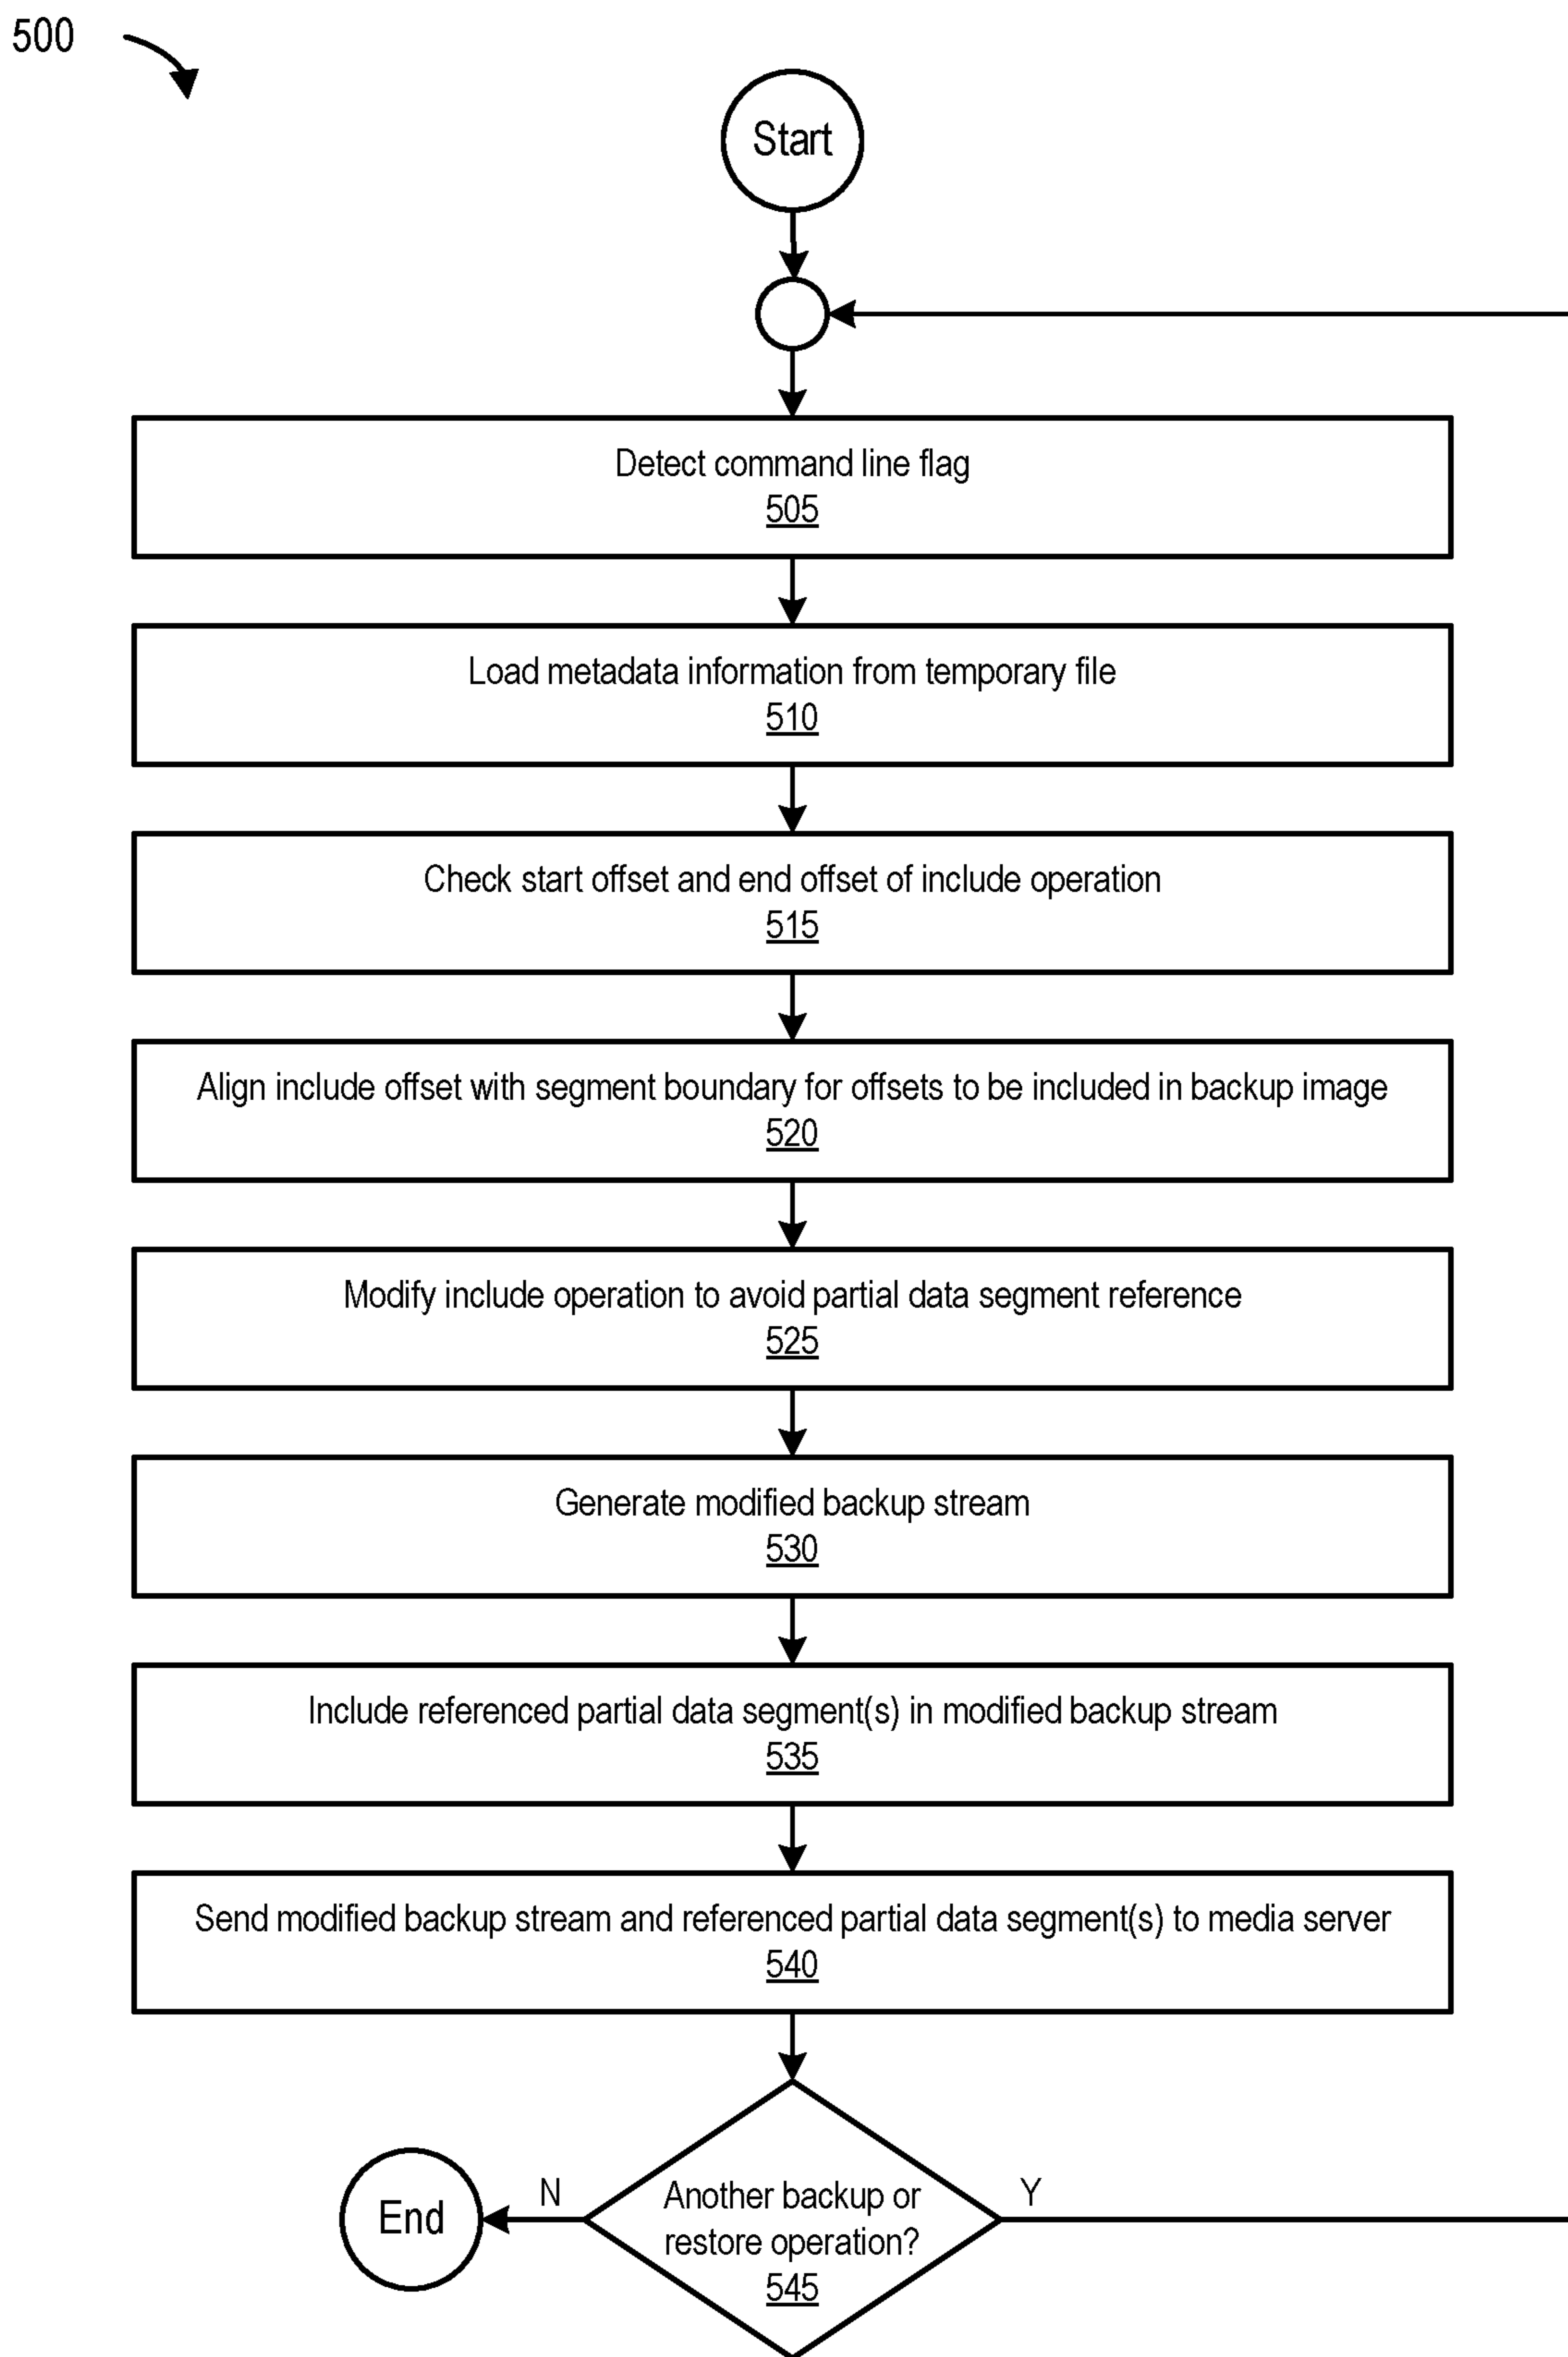 500
Start
Detect command line flag
505
Load metadata information from temporary file
510
Check start offset and end offset of include operation
515
Align include offset with segment boundary for offsets to be included in backup image
520
Modify include operation to avoid partial data segment reference
525
Generate modified backup stream
530
Include referenced partial data segment(s) in modified backup stream
535
Send modified backup stream and referenced partial data segment(s) to media server
540
N
Y
End
Another backup or
restore operation?
545